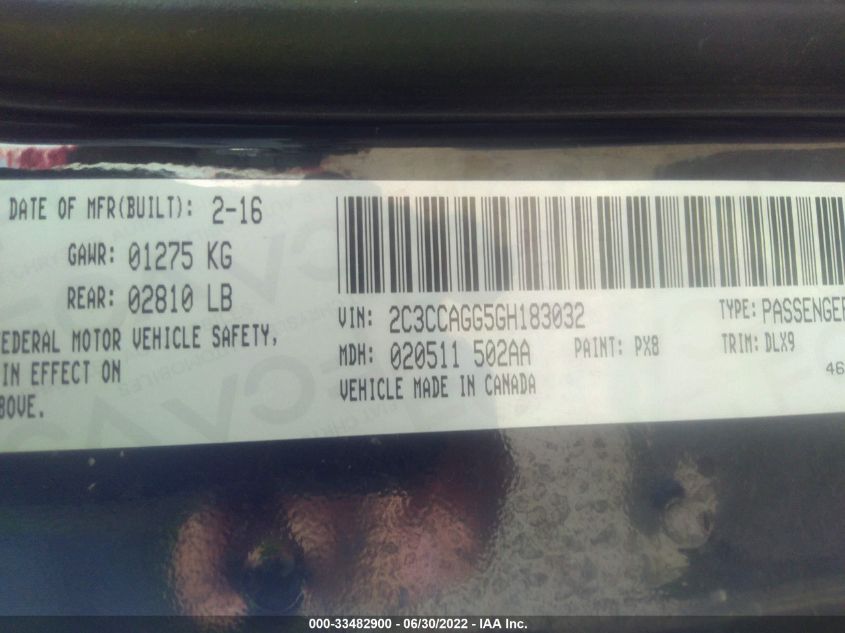 DATE OF MFR(BUILT): 2-16
GAWR: 01275 KG
REAR: 02810 LB
EDERAL MOTOR VEHICLE SAFETY,
IN EFFECT ON
BOVE.
VIN: 2C3CCAGG5GH183032
TYPE: PASSENGER
MDH: 020511 502AA PAINT: PX8 TRIM: DLX9
VEHICLE MADE IN CANADA
46
000-33482900 - 06/30/2022 - IAA Inc.